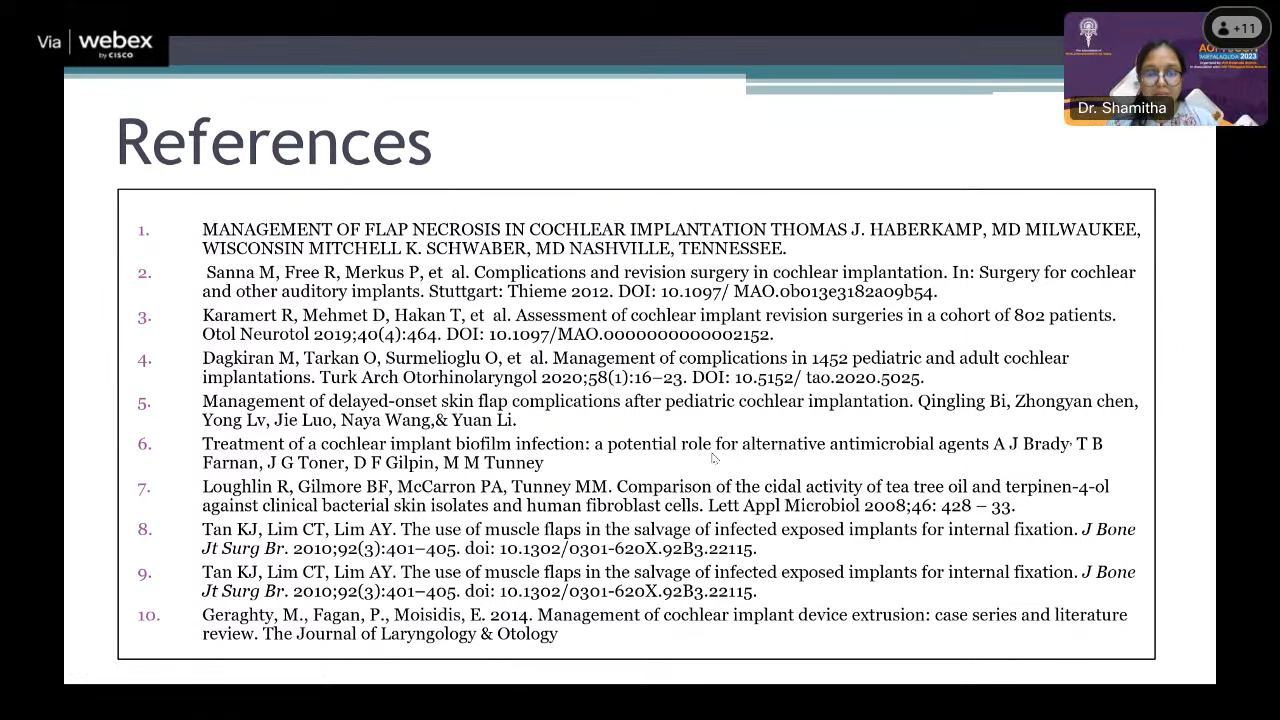 Via webex
by CISCO
+11
2023
Dr. Shamitha
References
1. MANAGEMENT OF FLAP NECROSIS IN COCHLEAR IMPLANTATION THOMAS J. HABERKAMP, MD MILWAUKEE,
WISCONSIN MITCHELL K. SCHWABER, MD NASHVILLE, TENNESSEE.
2. Sanna M, Free R, Merkus P, et al. Complications and revision surgery in cochlear implantation. In: Surgery for cochlear
and other auditory implants. Stuttgart: Thieme 2012. DOI: 10.1097/ MAO.0b013e3182a09b54.
3. Karamert R, Mehmet D, Hakan T, et al. Assessment of cochlear implant revision surgeries in a cohort of 802 patients.
Otol Neurotol 2019;40(4):464. DOI: 10.1097/MAO.0000000000002152.
4. Dagkiran M, Tarkan O, Surmelioglu O, et al. Management of complications in 1452 pediatric and adult cochlear
implantations. Turk Arch Otorhinolaryngol 2020;58(1):16–23. DOI: 10.5152/ tao.2020.5025.
5. Management of delayed-onset skin flap complications after pediatric cochlear implantation. Qingling Bi, Zhongyan chen,
Yong Lv, Jie Luo, Naya Wang,& Yuan Li.
6. Treatment of a cochlear implant biofilm infection: a potential role for alternative antimicrobial agents A J Brady, T B
Farnan, J G Toner, D F Gilpin, M M Tunney
7. Loughlin R, Gilmore BF, McCarron PA, Tunney MM. Comparison of the cidal activity of tea tree oil and terpinen-4-ol
against clinical bacterial skin isolates and human fibroblast cells. Lett Appl Microbiol 2008;46: 428 – 33.
8. Tan KJ, Lim CT, Lim AY. The use of muscle flaps in the salvage of infected exposed implants for internal fixation. J Bone
Jt Surg Br. 2010;92(3):401–405. doi: 10.1302/0301-620X.92B3.22115.
9. Tan KJ, Lim CT, Lim AY. The use of muscle flaps in the salvage of infected exposed implants for internal fixation. J Bone
Jt Surg Br. 2010;92(3):401–405. doi: 10.1302/0301-620X.92B3.22115.
10. Geraghty, M., Fagan, P., Moisidis, E. 2014. Management of cochlear implant device extrusion: case series and literature
review. The Journal of Laryngology & Otology